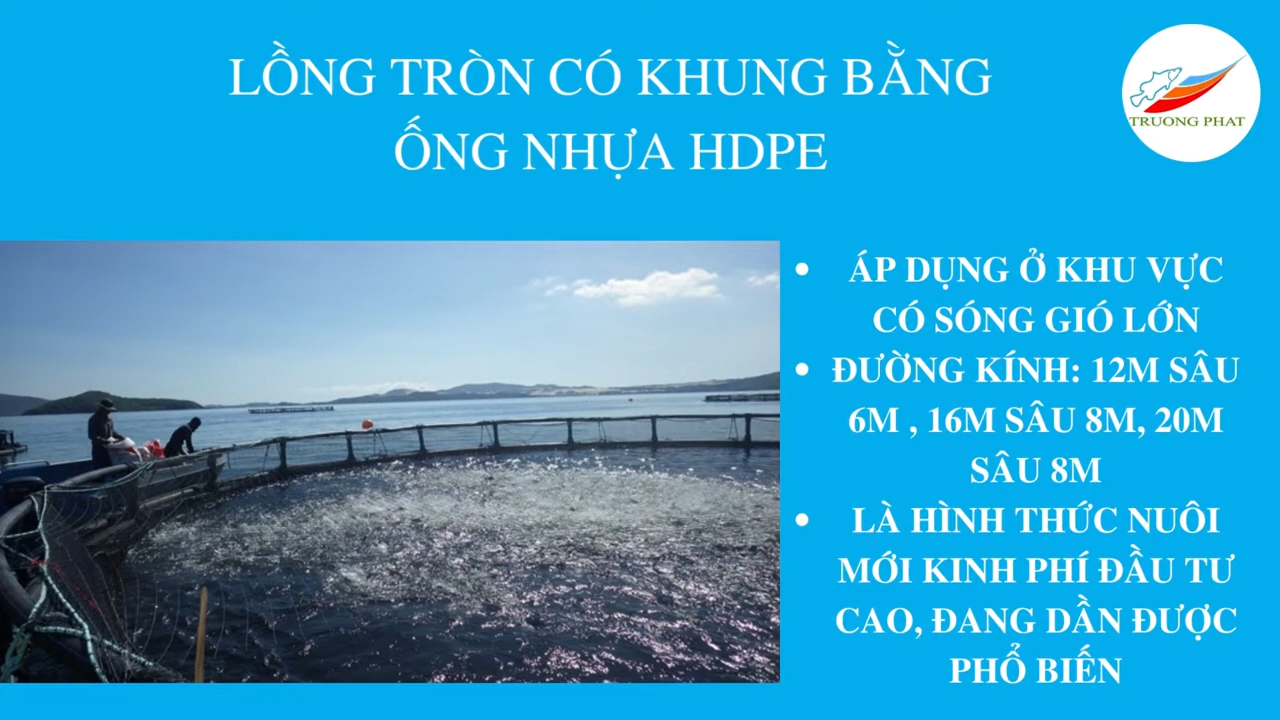 LỒNG TRÒN CÓ KHUNG BẰNG
ỐNG NHỰA HDPE
TRUONG PHAT
• ÁP DỤNG Ở KHU VỰC
CÓ SÓNG GIÓ LỚN
• ĐƯỜNG KÍNH: 12M SÂU
6M , 16M SÂU 8M, 20M
SÂU 8M
• LÀ HÌNH THỨC NUÔI
MỚI KINH PHÍ ĐẦU TƯ
CAO, ĐANG DẦN ĐƯỢC
PHỔ BIẾN